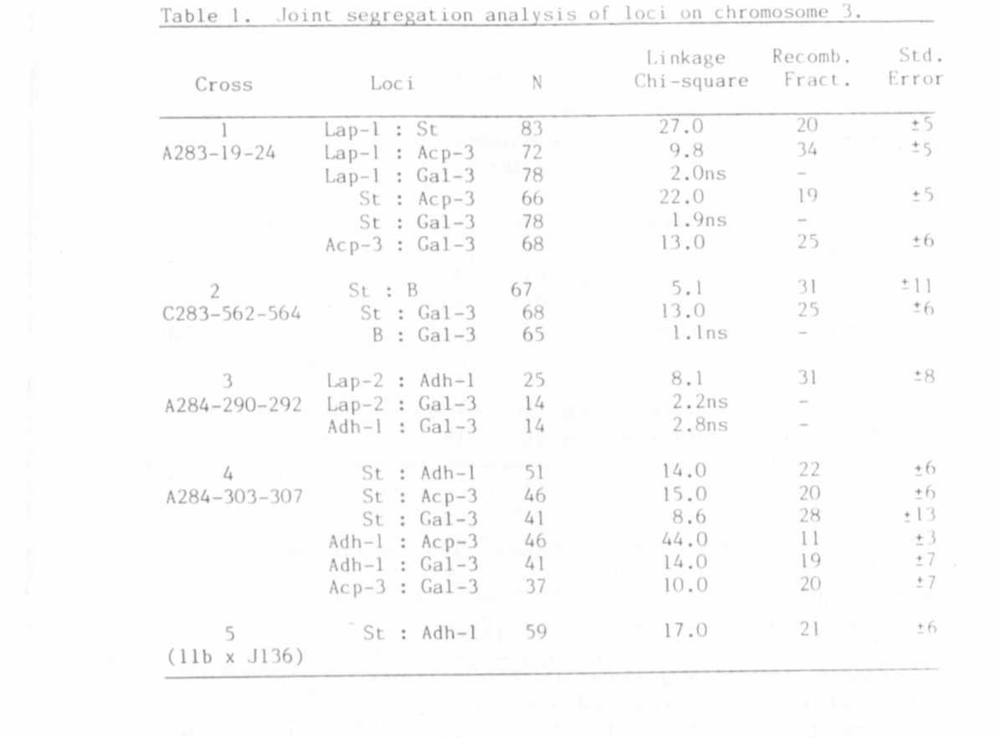 Table 1. Joint segregation analysis of loci on chromosome 3.
Linkage Recomb. Std.
Cross Loci N Chi-square Fract. Error
1 Lap-1 : St 83 27.0 20 ±5
A283-19-24 Lap-1 : Acp-3 72 9.8 34 ±5
Lap-1 : Gal-3 78 2.0ns -
St : Acp-3 66 22.0 19 ±5
St : Gal-3 78 1.9ns -
Acp-3 : Gal-3 68 13.0 25 ±6
2 St : B 67 5.1 31 ±11
C283-562-564 St : Gal-3 68 13.0 25 ±6
B : Gal-3 65 1.1ns -
3 Lap-2 : Adh-1 25 8.1 31 ±8
A284-290-292 Lap-2 : Gal-3 14 2.2ns -
Adh-1 : Gal-3 14 2.8ns -
4 St : Adh-1 51 14.0 22 ±6
A284-303-307 St : Acp-3 46 15.0 20 ±6
St : Gal-3 41 8.6 28 ±13
Adh-1 : Acp-3 46 44.0 11 ±3
Adh-1 : Gal-3 41 14.0 19 ±7
Acp-3 : Gal-3 37 10.0 20 ±7
5 St : Adh-1 59 17.0 21 ±6
(11b x J136)